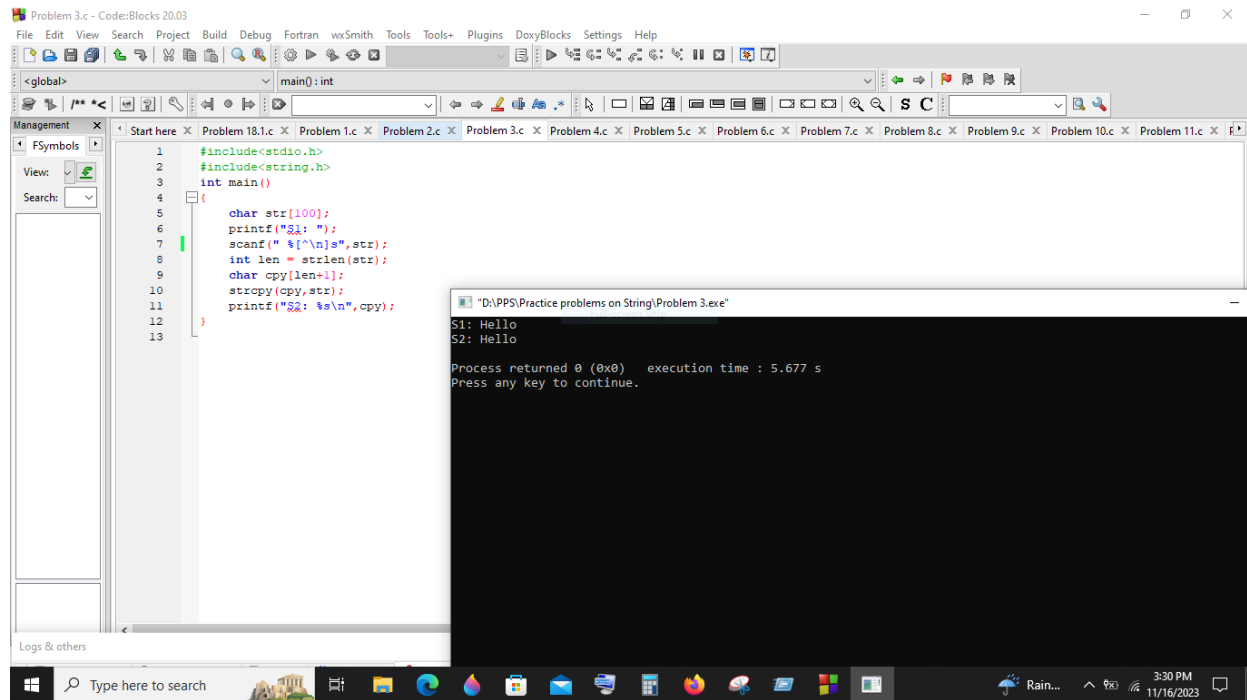 Problem 3.c - Code::Blocks 20.03
File Edit View Search Project Build Debug Fortran wxSmith Tools Tools+ Plugins DoxyBlocks Settings Help
<global> main() : int
/** *< Aa .* S C
Management X
FSymbols
View:
Search:
Start here X Problem 18.1.c X Problem 1.c X Problem 2.c X Problem 3.c X Problem 4.c X Problem 5.c X Problem 6.c X Problem 7.c X Problem 8.c X Problem 9.c X Problem 10.c X Problem 11.c X
1 #include<stdio.h>
2 #include<string.h>
3 int main()
4 {
5 char str[100];
6 printf("S1: ");
7 scanf(" %[^\n]s",str);
8 int len = strlen(str);
9 char cpy[len+1];
10 strcpy(cpy,str);
11 printf("S2: %s\n",cpy);
12 }
13
"D:\PPS\Practice problems on String\Problem 3.exe"
S1: Hello
S2: Hello
Process returned 0 (0x0) execution time : 5.677 s
Press any key to continue.
Logs & others
Type here to search
Rain...
3:30 PM
11/16/2023